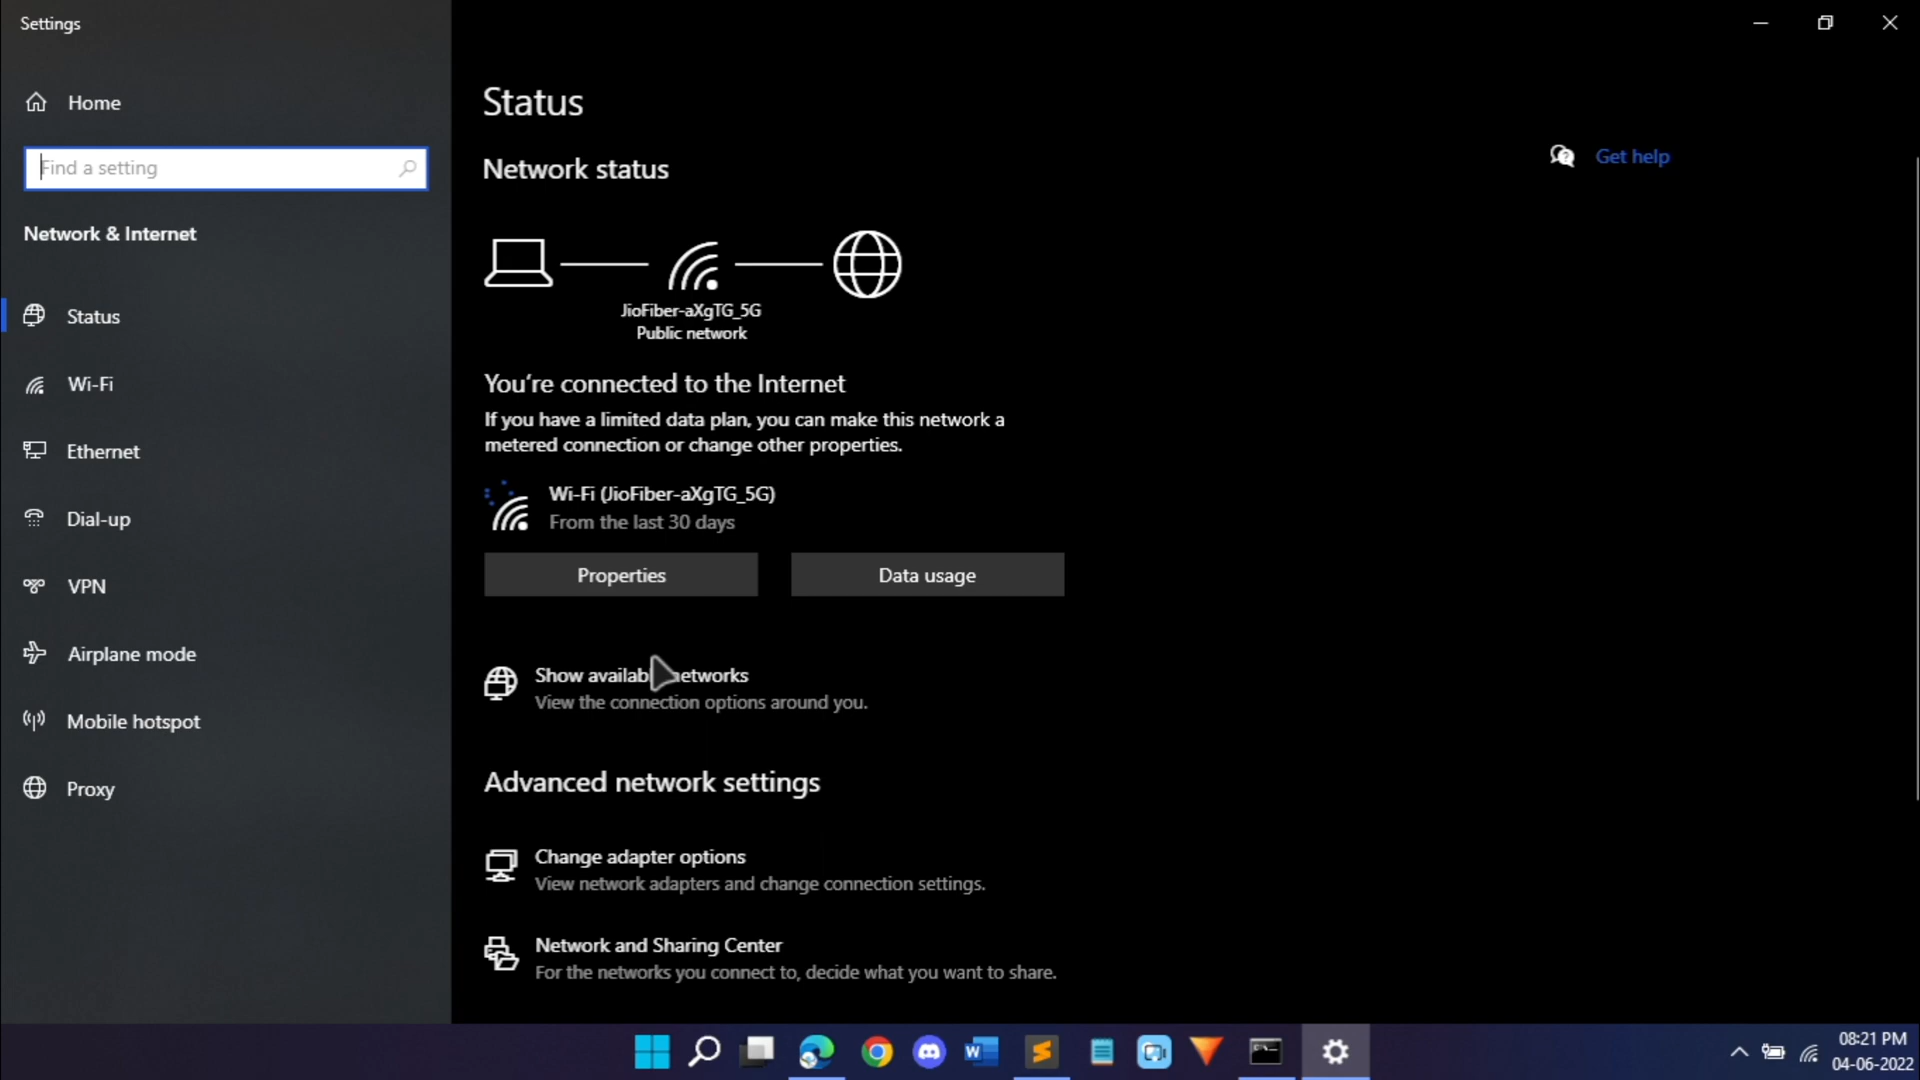 Settings
Home
Find a setting
Network & Internet
Status
Wi-Fi
Ethernet
Dial-up
VPN
Airplane mode
Mobile hotspot
Proxy
Status
Network status
Get help
JioFiber-aXgTG_5G
Public network
You're connected to the Internet
If you have a limited data plan, you can make this network a
metered connection or change other properties.
Wi-Fi (JioFiber-aXgTG_5G)
From the last 30 days
Properties
Data usage
Show networks
View the connection options around you.
Advanced network settings
Change adapter options
View network adapters and change connection settings.
Network and Sharing Center
For the networks you connect to, decide what you want to share.
08:21 PM
04-06-2022